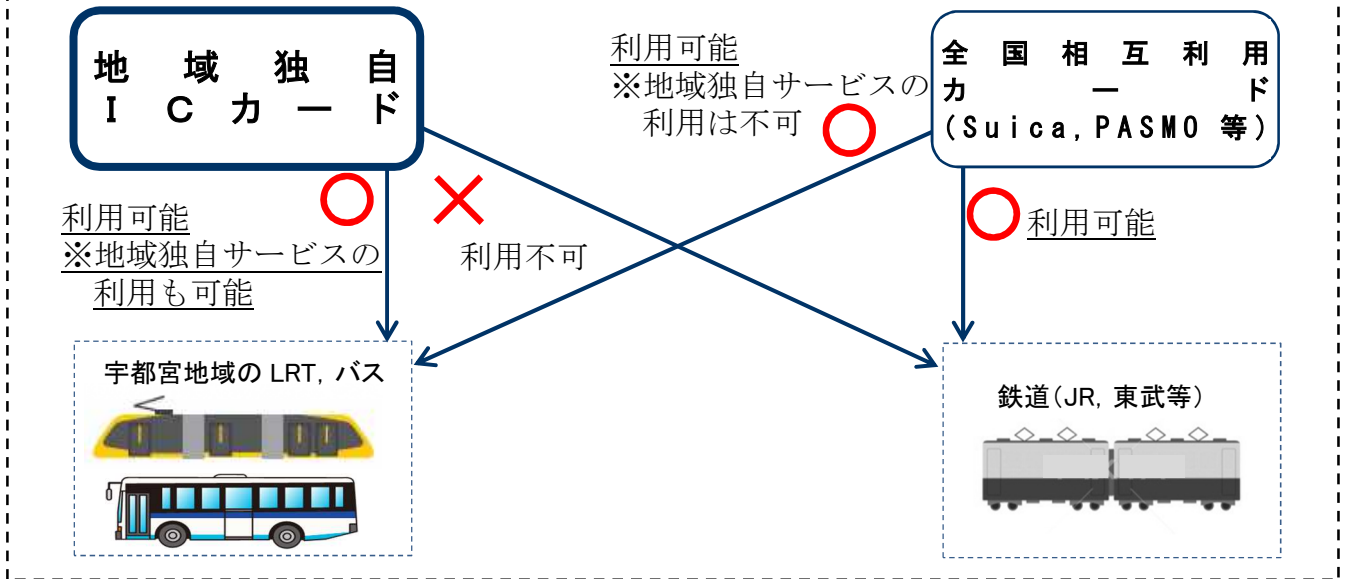 地域独自
ICカード
利用可能
※地域独自サービスの
利用は不可
全国相互利用
カード
(Suica,PASMO 等)
利用可能
※地域独自サービスの
利用も可能
利用不可
利用可能
宇都宮地域の LRT, バス
鉄道(JR, 東武等)